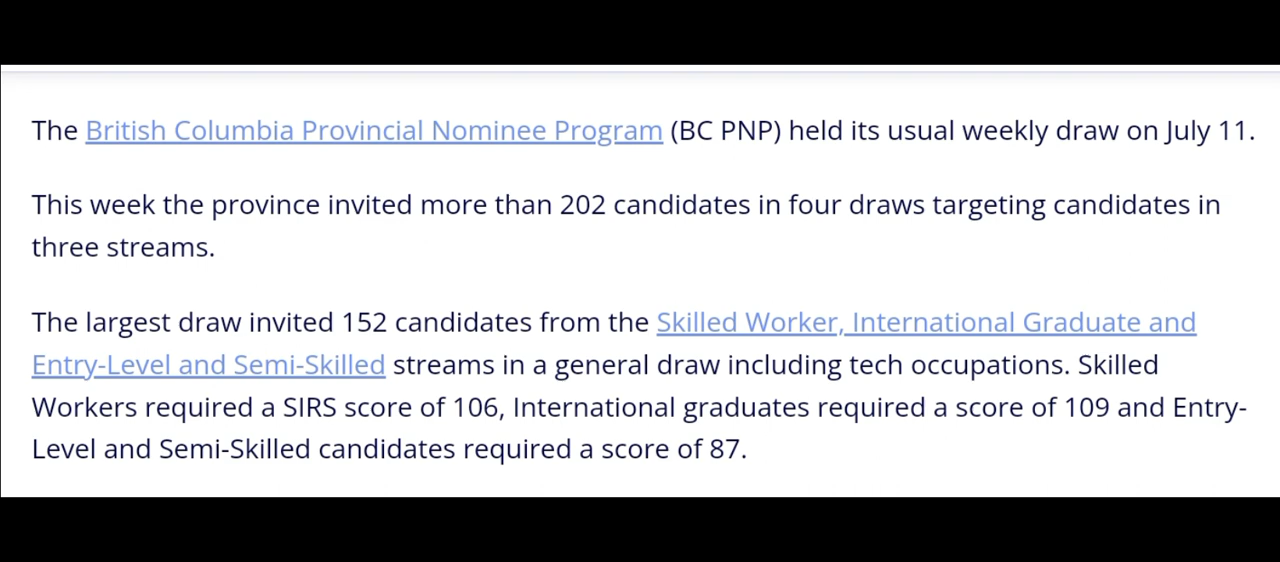 The British Columbia Provincial Nominee Program (BC PNP) held its usual weekly draw on July 11.
This week the province invited more than 202 candidates in four draws targeting candidates in
three streams.
The largest draw invited 152 candidates from the Skilled Worker, International Graduate and
Entry-Level and Semi-Skilled streams in a general draw including tech occupations. Skilled
Workers required a SIRS score of 106, International graduates required a score of 109 and Entry-
Level and Semi-Skilled candidates required a score of 87.